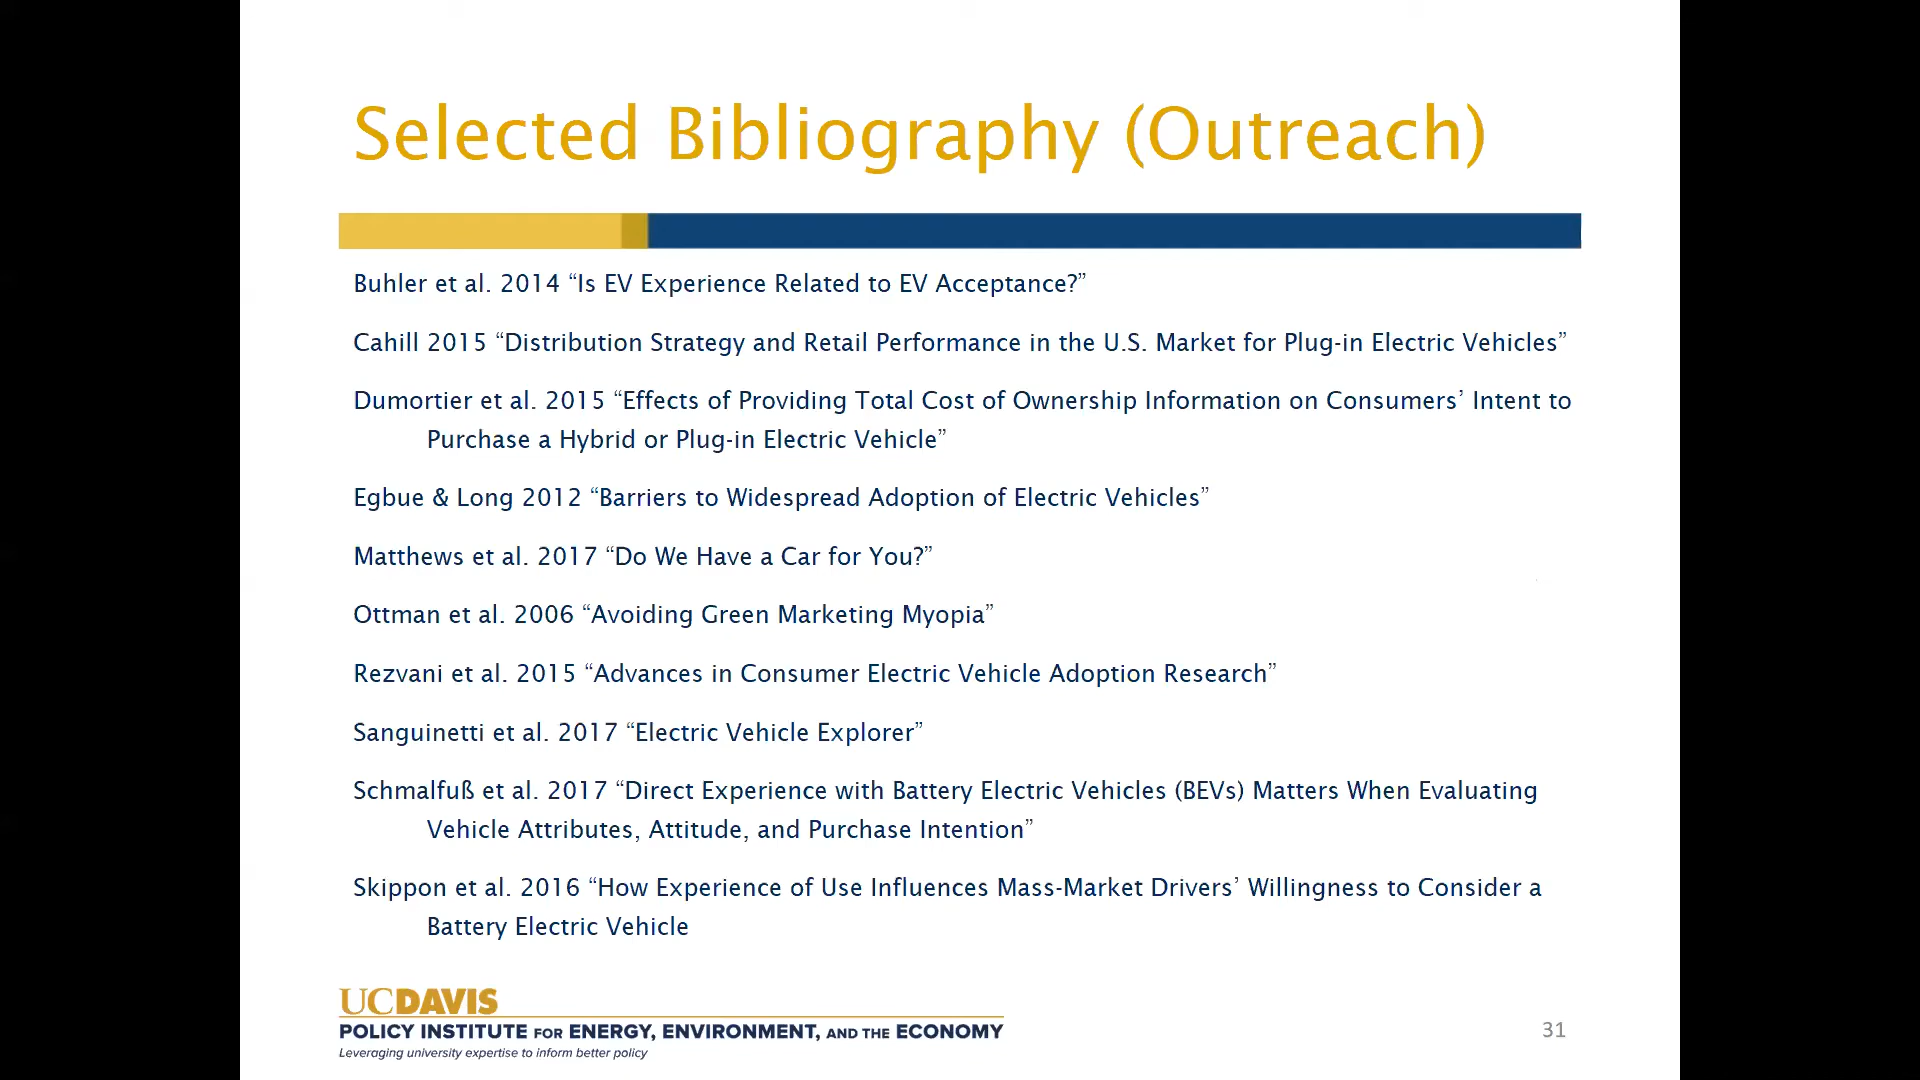 Selected Bibliography (Outreach)
Buhler et al. 2014 “Is EV Experience Related to EV Acceptance?”
Cahill 2015 “Distribution Strategy and Retail Performance in the U.S. Market for Plug-in Electric Vehicles”
Dumortier et al. 2015 “Effects of Providing Total Cost of Ownership Information on Consumers’ Intent to
Purchase a Hybrid or Plug-in Electric Vehicle”
Egbue & Long 2012 “Barriers to Widespread Adoption of Electric Vehicles”
Matthews et al. 2017 “Do We Have a Car for You?”
Ottman et al. 2006 “Avoiding Green Marketing Myopia”
Rezvani et al. 2015 “Advances in Consumer Electric Vehicle Adoption Research”
Sanguinetti et al. 2017 “Electric Vehicle Explorer”
Schmalfuß et al. 2017 “Direct Experience with Battery Electric Vehicles (BEVs) Matters When Evaluating
Vehicle Attributes, Attitude, and Purchase Intention”
Skippon et al. 2016 “How Experience of Use Influences Mass-Market Drivers’ Willingness to Consider a
Battery Electric Vehicle
UCDAVIS
POLICY INSTITUTE FOR ENERGY, ENVIRONMENT, AND THE ECONOMY
Leveraging university expertise to inform better policy
31